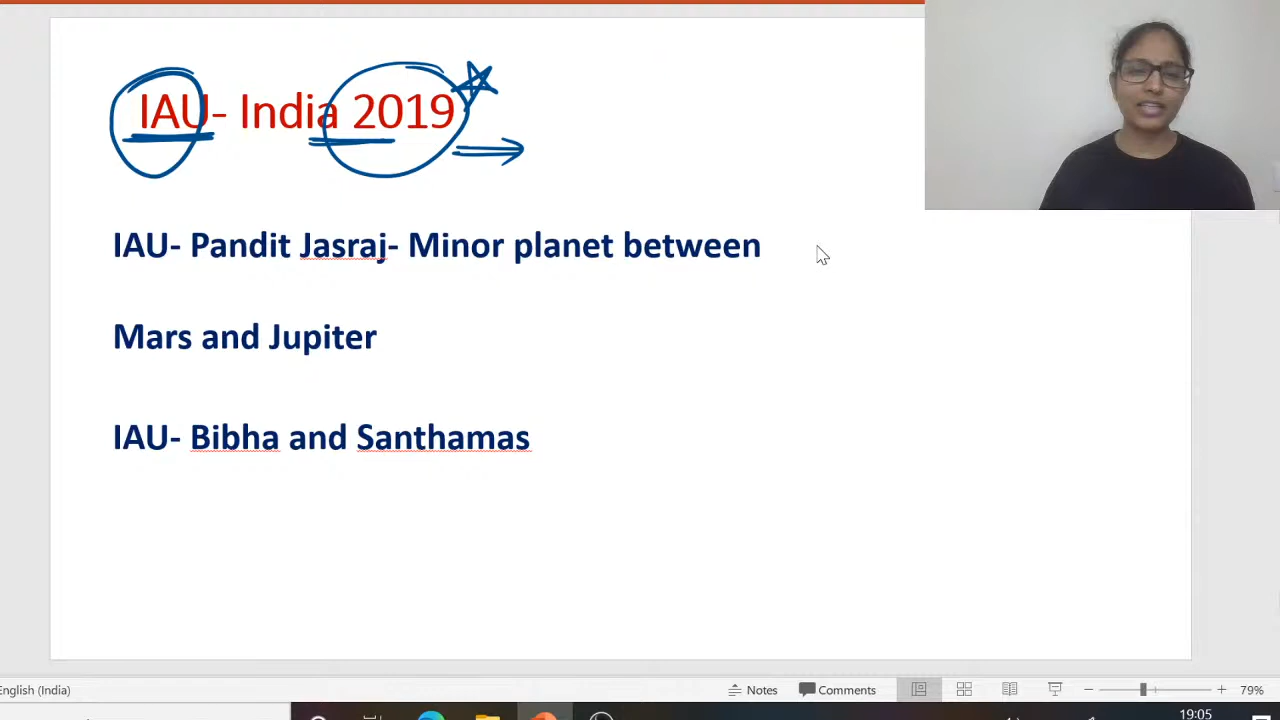 IAU- India 2019
IAU- Pandit Jasraj- Minor planet between
Mars and Jupiter
IAU- Bibha and Santhamas
English (India)
Notes
Comments
79%
19:05